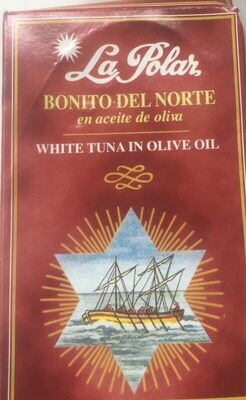 La Polar
BONITO DEL NORTE
en aceite de oliva
WHITE TUNA IN OLIVE OIL